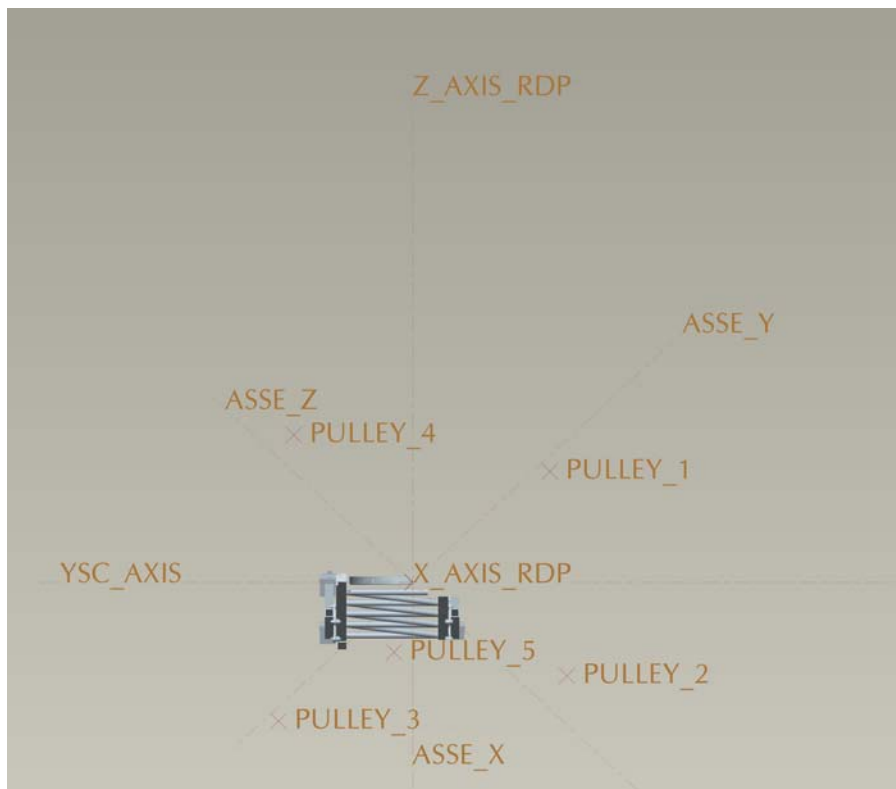 Z_AXIS_RDP
ASSE_Y
ASSE_Z
PULLEY_4
PULLEY_1
YSC_AXIS
X_AXIS_RDP
PULLEY_5
PULLEY_2
PULLEY_3
ASSE_X